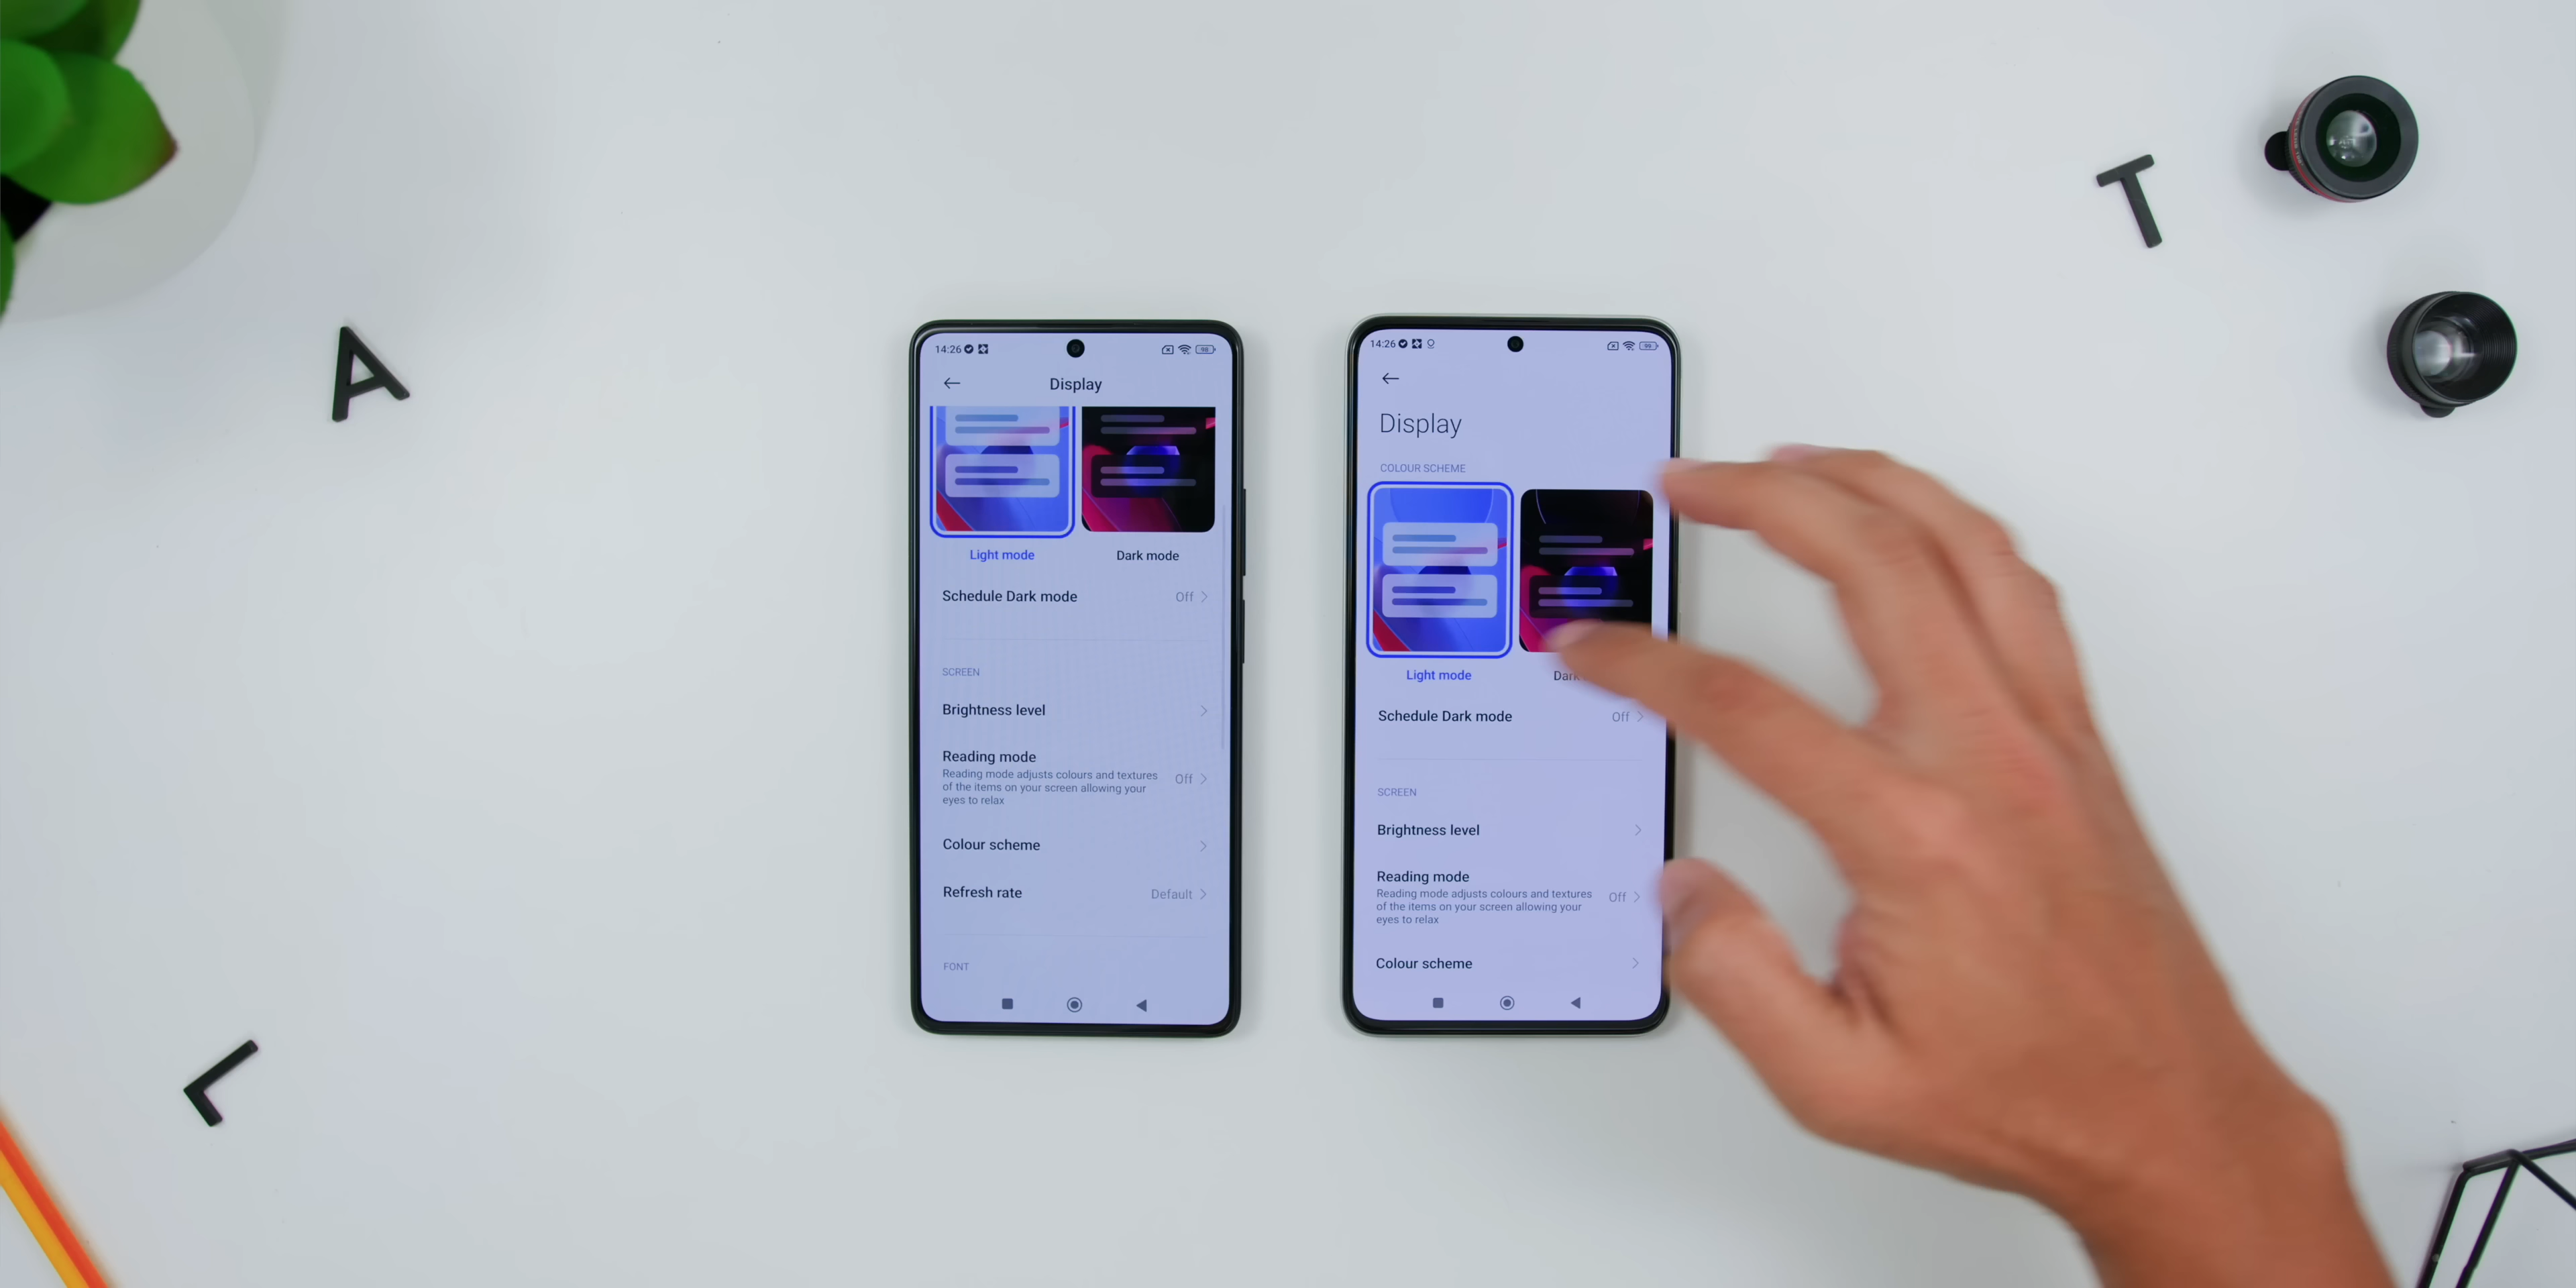 A
T
L
14:26
98
Display
Light mode
Dark mode
Schedule Dark mode
Off
SCREEN
Brightness level
Reading mode
Reading mode adjusts colours and textures
of the items on your screen allowing your
eyes to relax
Off
Colour scheme
Refresh rate
Default
FONT
14:26
99
Display
COLOUR SCHEME
Light mode
Schedule Dark mode
Off
SCREEN
Brightness level
Reading mode
Reading mode adjusts colours and textures
of the items on your screen allowing your
eyes to relax
Off
Colour scheme